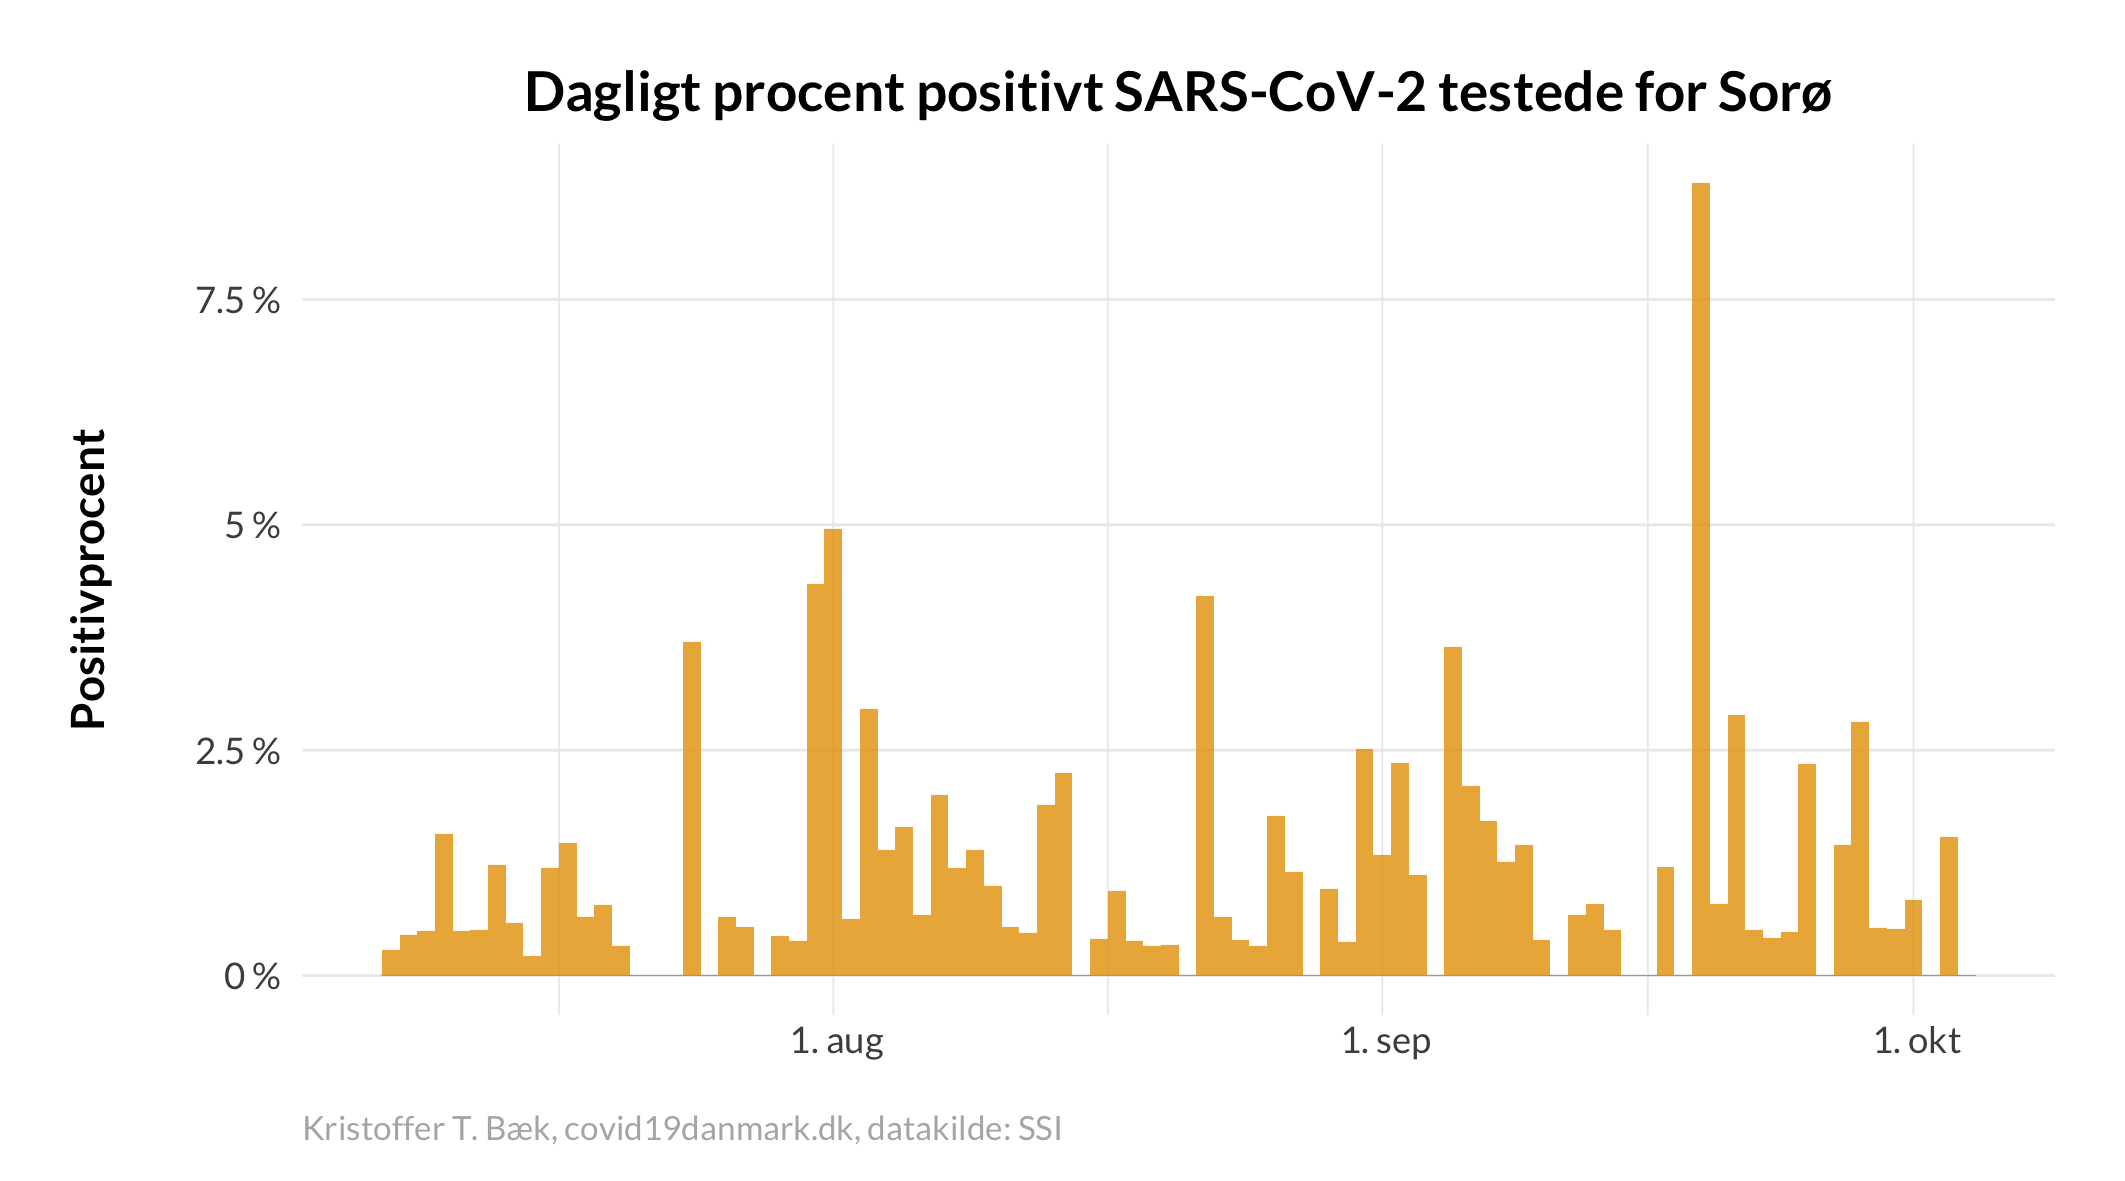 Dagligt procent positivt SARS-CoV-2 testede for Sorø
Positivprocent
7.5 %
5 %
2.5 %
0 %
1. aug
1. sep
1. okt
Kristoffer T. Bæk, covid19danmark.dk, datakilde: SSI